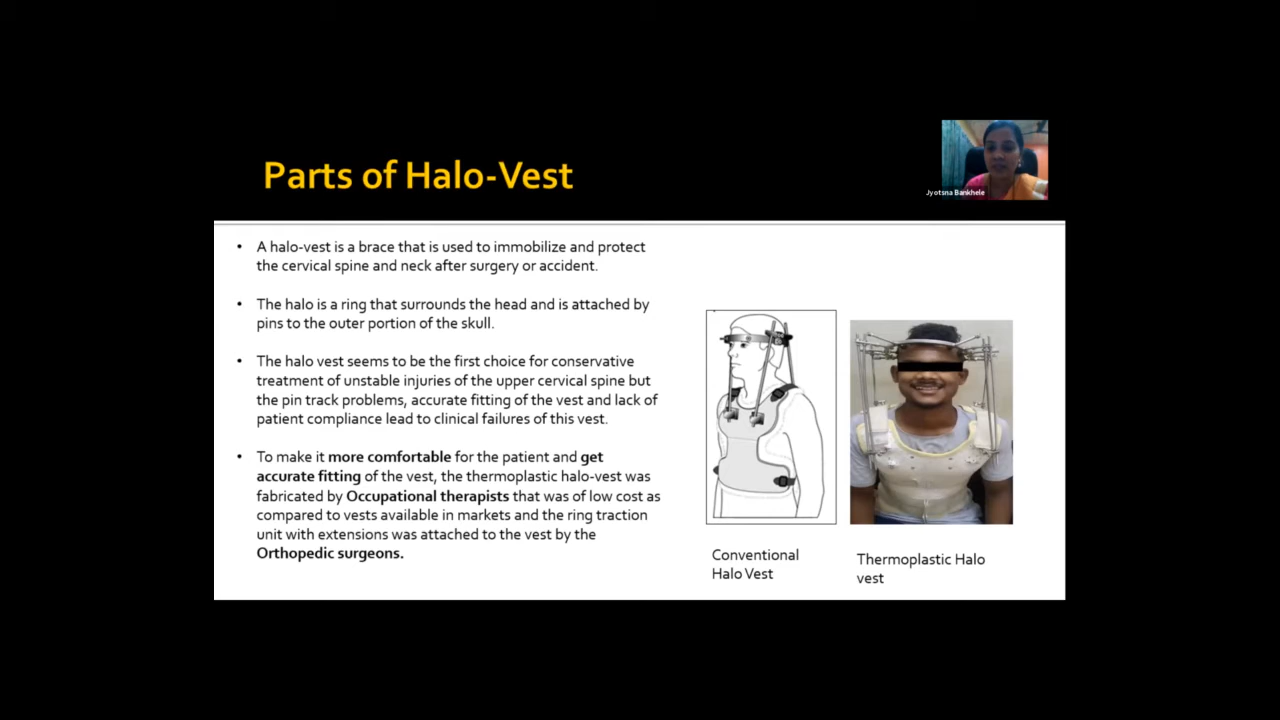 Parts of Halo-Vest
Jyotsna Bankhele
• A halo-vest is a brace that is used to immobilize and protect
the cervical spine and neck after surgery or accident.
• The halo is a ring that surrounds the head and is attached by
pins to the outer portion of the skull.
• The halo vest seems to be the first choice for conservative
treatment of unstable injuries of the upper cervical spine but
the pin track problems, accurate fitting of the vest and lack of
patient compliance lead to clinical failures of this vest.
• To make it more comfortable for the patient and get
accurate fitting of the vest, the thermoplastic halo-vest was
fabricated by Occupational therapists that was of low cost as
compared to vests available in markets and the ring traction
unit with extensions was attached to the vest by the
Orthopedic surgeons.
Conventional
Halo Vest
Thermoplastic Halo
vest